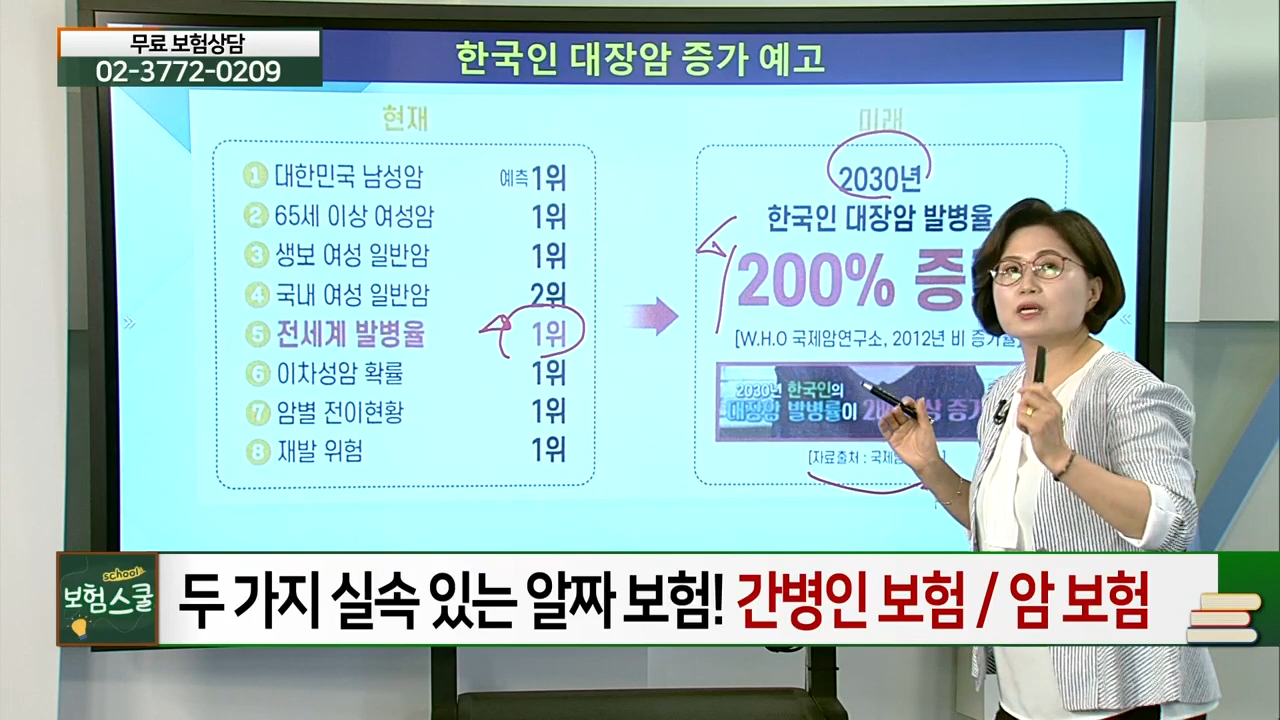 무료 보험상담
02-3772-0209
한국인 대장암 증가 예고
현재
1 대한민국 남성암 예측 1위
2 65세 이상 여성암 1위
3 생보 여성 일반암 1위
4 국내 여성 일반암 2위
5 전세계 발병율 1위
6 이차성암 확률 1위
7 암별 전이현황 1위
8 재발 위험 1위
미래
2030년
한국인 대장암 발병율
200%
[W.H.O 국제암연구소, 2012년 비 증가율]
2030년 한국인의
대장암 발병률이
[자료출처 :
school
보험스쿨
두 가지 실속 있는 알짜 보험! 간병인 보험 / 암 보험